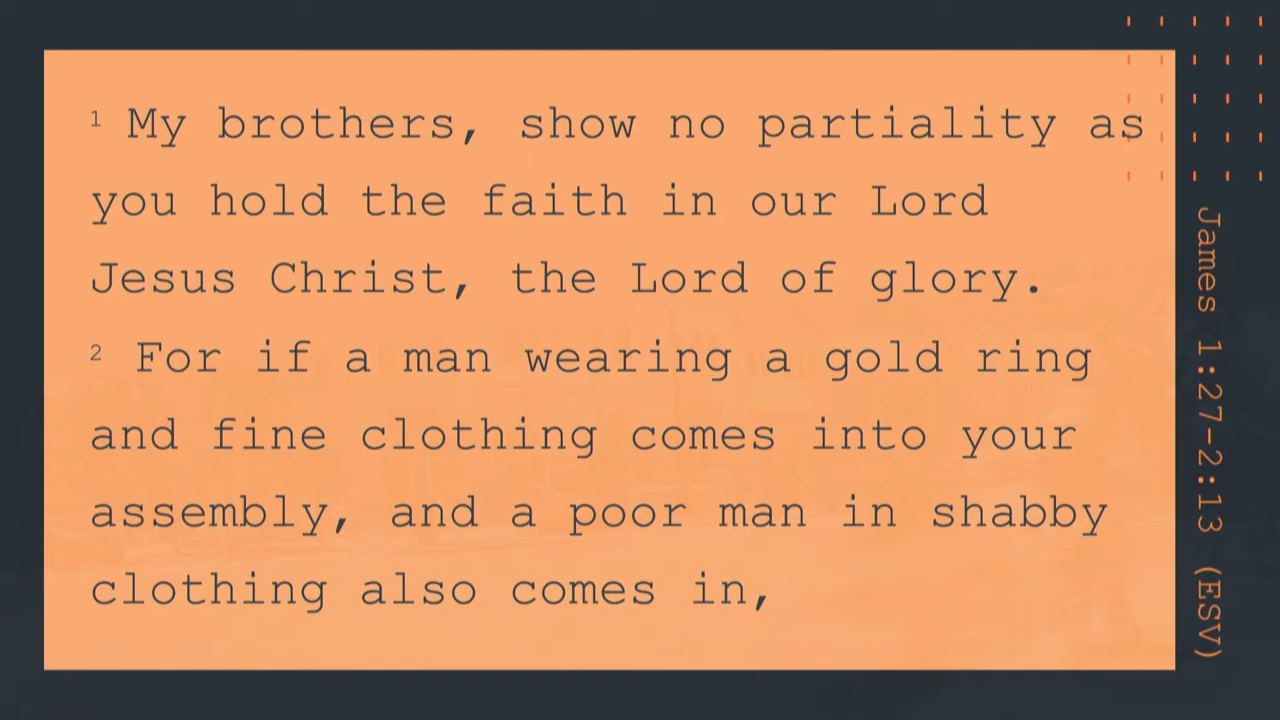 1 My brothers, show no partiality as
you hold the faith in our Lord
Jesus Christ, the Lord of glory.
2 For if a man wearing a gold ring
and fine clothing comes into your
assembly, and a poor man in shabby
clothing also comes in,
James 1:27-2:13 (ESV)